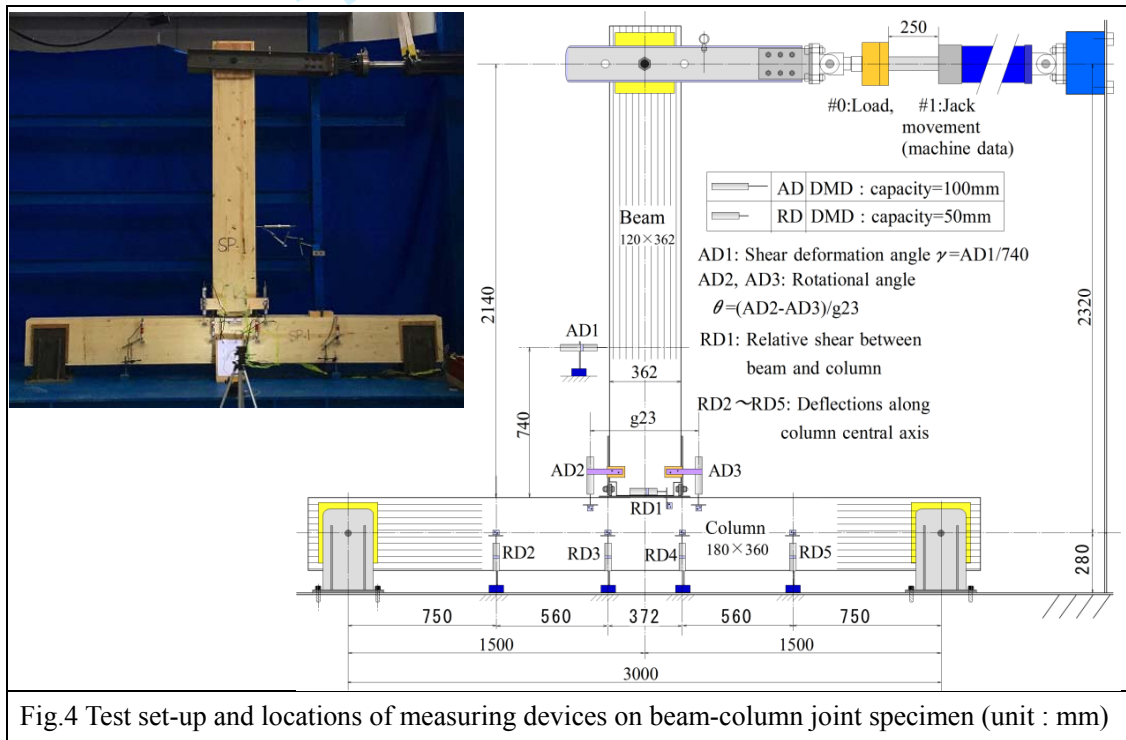 250
#0:Load,
#1:Jack
movement
(machine data)
AD DMD : capacity=100mm
RD DMD : capacity=50mm
Beam
120×362
AD1: Shear deformation angle γ=AD1/740
AD2, AD3: Rotational angle
θ=(AD2-AD3)/g23
RD1: Relative shear between
beam and column
RD2~RD5: Deflections along
column central axis
2140
2320
AD1
362
740
g23
AD2
AD3
RD1
Column
180×360
RD2
RD3
RD4
RD5
280
750
560
372
560
750
1500
1500
3000
SP-1
SP-1
Fig.4 Test set-up and locations of measuring devices on beam-column joint specimen (unit : mm)